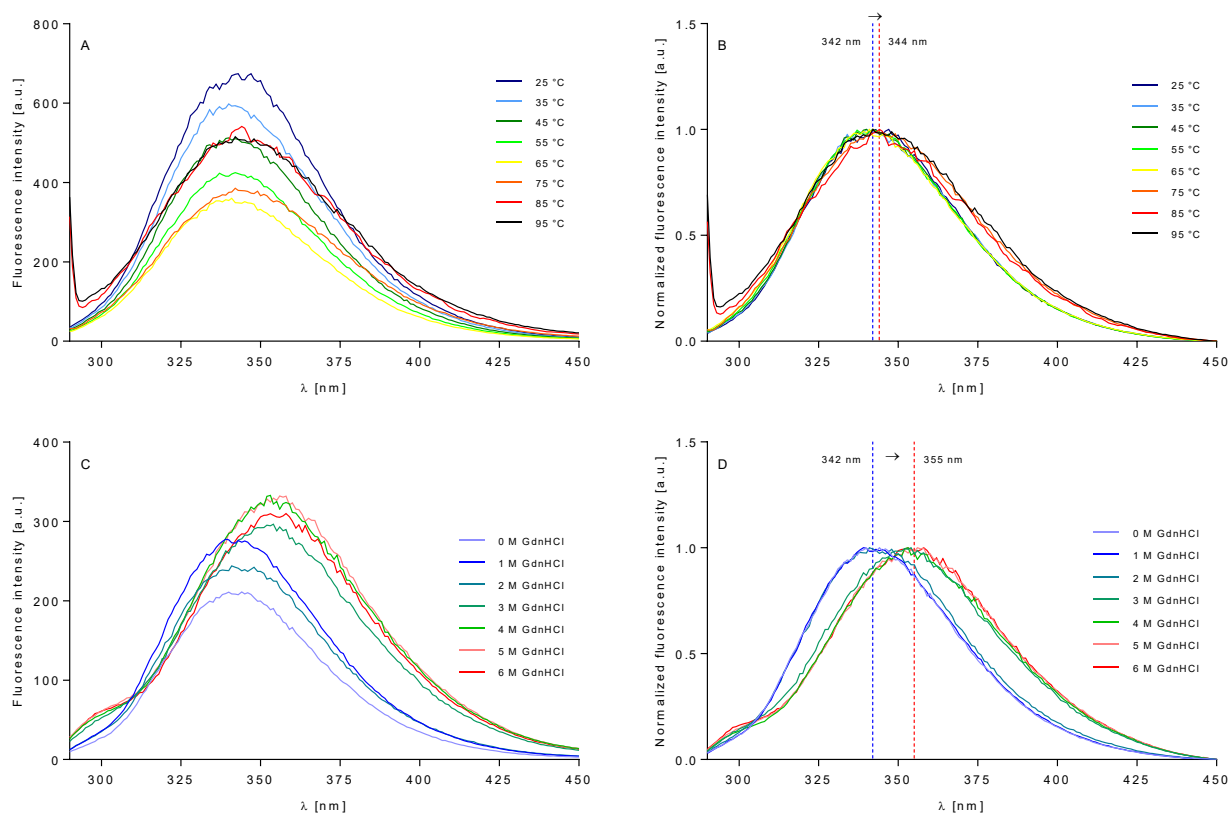 A
Fluorescence intensity [a.u.]
800
600
400
200
0
300 325 350 375 400 425 450
λ [nm]
25 °C
35 °C
45 °C
55 °C
65 °C
75 °C
85 °C
95 °C
B
Normalized fluorescence intensity [a.u.]
1.5
1.0
0.5
0.0
→
342 nm 344 nm
300 325 350 375 400 425 450
λ [nm]
25 °C
35 °C
45 °C
55 °C
65 °C
75 °C
85 °C
95 °C
C
Fluorescence intensity [a.u.]
400
300
200
100
0
300 325 350 375 400 425 450
λ [nm]
0 M GdnHCl
1 M GdnHCl
2 M GdnHCl
3 M GdnHCl
4 M GdnHCl
5 M GdnHCl
6 M GdnHCl
D
Normalized fluorescence intensity [a.u.]
1.5
1.0
0.5
0.0
342 nm → 355 nm
300 325 350 375 400 425 450
λ [nm]
0 M GdnHCl
1 M GdnHCl
2 M GdnHCl
3 M GdnHCl
4 M GdnHCl
5 M GdnHCl
6 M GdnHCl